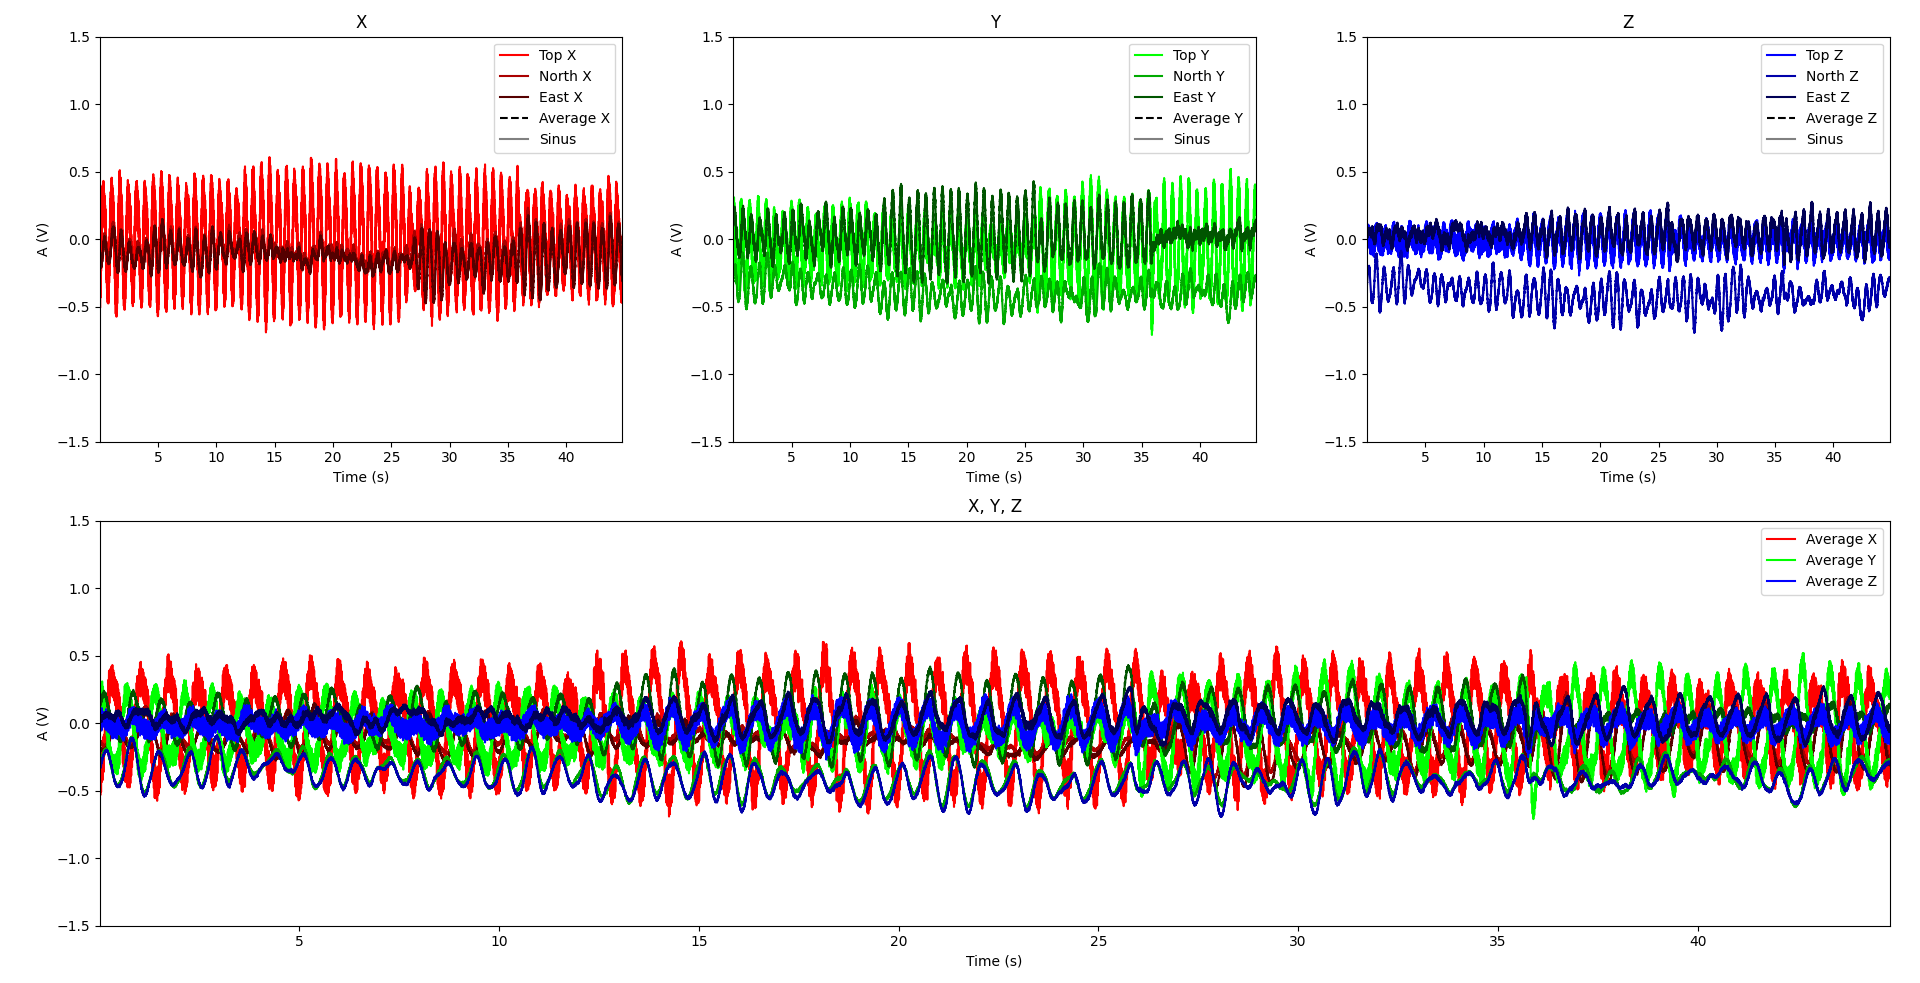 X
Y
Z
1.5
1.0
0.5
0.0
−0.5
−1.0
−1.5
A (V)
5 10 15 20 25 30 35 40
Time (s)
Top X
North X
East X
Average X
Sinus
1.5
1.0
0.5
0.0
−0.5
−1.0
−1.5
A (V)
5 10 15 20 25 30 35 40
Time (s)
Top Y
North Y
East Y
Average Y
Sinus
1.5
1.0
0.5
0.0
−0.5
−1.0
−1.5
A (V)
5 10 15 20 25 30 35 40
Time (s)
Top Z
North Z
East Z
Average Z
Sinus
X, Y, Z
1.5
1.0
0.5
0.0
−0.5
−1.0
−1.5
A (V)
5 10 15 20 25 30 35 40
Time (s)
Average X
Average Y
Average Z